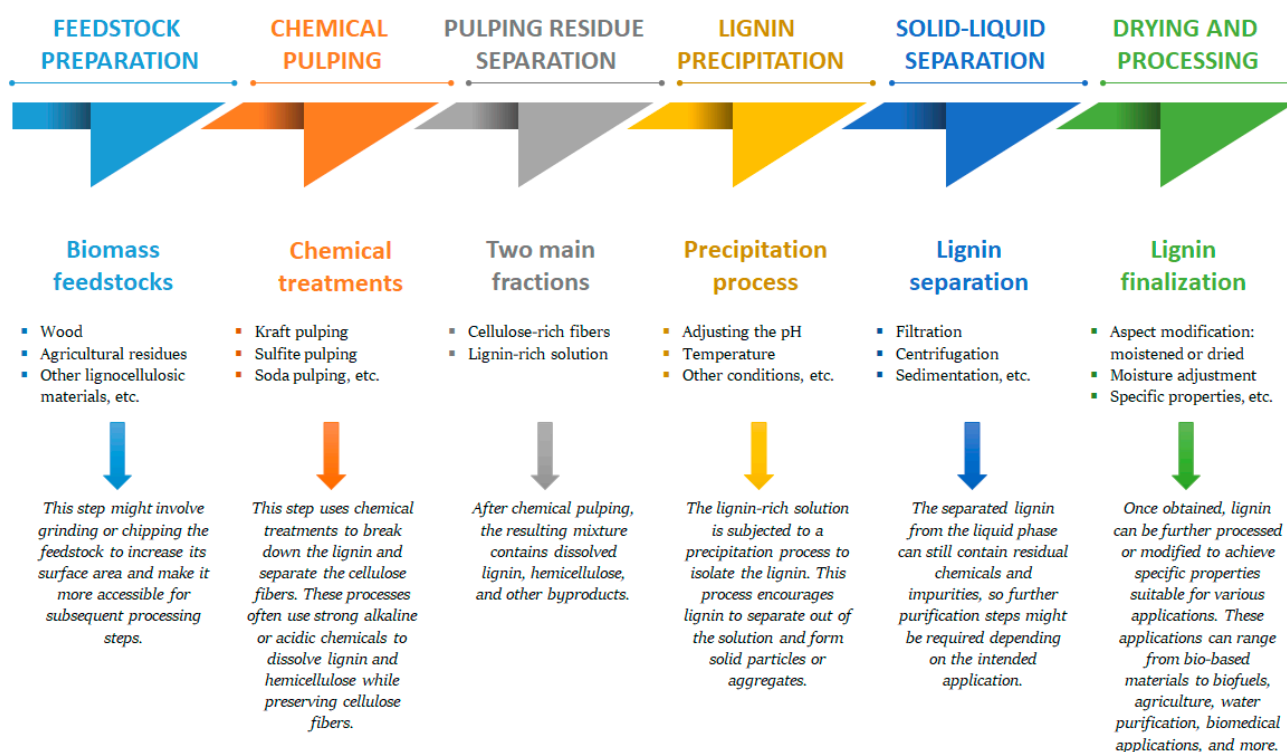 FEEDSTOCK
PREPARATION
CHEMICAL
PULPING
PULPING RESIDUE
SEPARATION
LIGNIN
PRECIPITATION
SOLID-LIQUID
SEPARATION
DRYING AND
PROCESSING
Biomass
feedstocks
▪ Wood
▪ Agricultural residues
▪ Other lignocellulosic
materials, etc.
This step might involve
grinding or chipping the
feedstock to increase its
surface area and make it
more accessible for
subsequent processing
steps.
Chemical
treatments
▪ Kraft pulping
▪ Sulfite pulping
▪ Soda pulping, etc.
This step uses chemical
treatments to break
down the lignin and
separate the cellulose
fibers. These processes
often use strong alkaline
or acidic chemicals to
dissolve lignin and
hemicellulose while
preserving cellulose
fibers.
Two main
fractions
▪ Cellulose-rich fibers
▪ Lignin-rich solution
After chemical pulping,
the resulting mixture
contains dissolved
lignin, hemicellulose,
and other byproducts.
Precipitation
process
▪ Adjusting the pH
▪ Temperature
▪ Other conditions, etc.
The lignin-rich solution
is subjected to a
precipitation process to
isolate the lignin. This
process encourages
lignin to separate out of
the solution and form
solid particles or
aggregates.
Lignin
separation
▪ Filtration
▪ Centrifugation
▪ Sedimentation, etc.
The separated lignin
from the liquid phase
can still contain residual
chemicals and
impurities, so further
purification steps might
be required depending
on the intended
application.
Lignin
finalization
▪ Aspect modification:
moistened or dried
▪ Moisture adjustment
▪ Specific properties, etc.
Once obtained, lignin
can be further processed
or modified to achieve
specific properties
suitable for various
applications. These
applications can range
from bio-based
materials to biofuels,
agriculture, water
purification, biomedical
applications, and more.